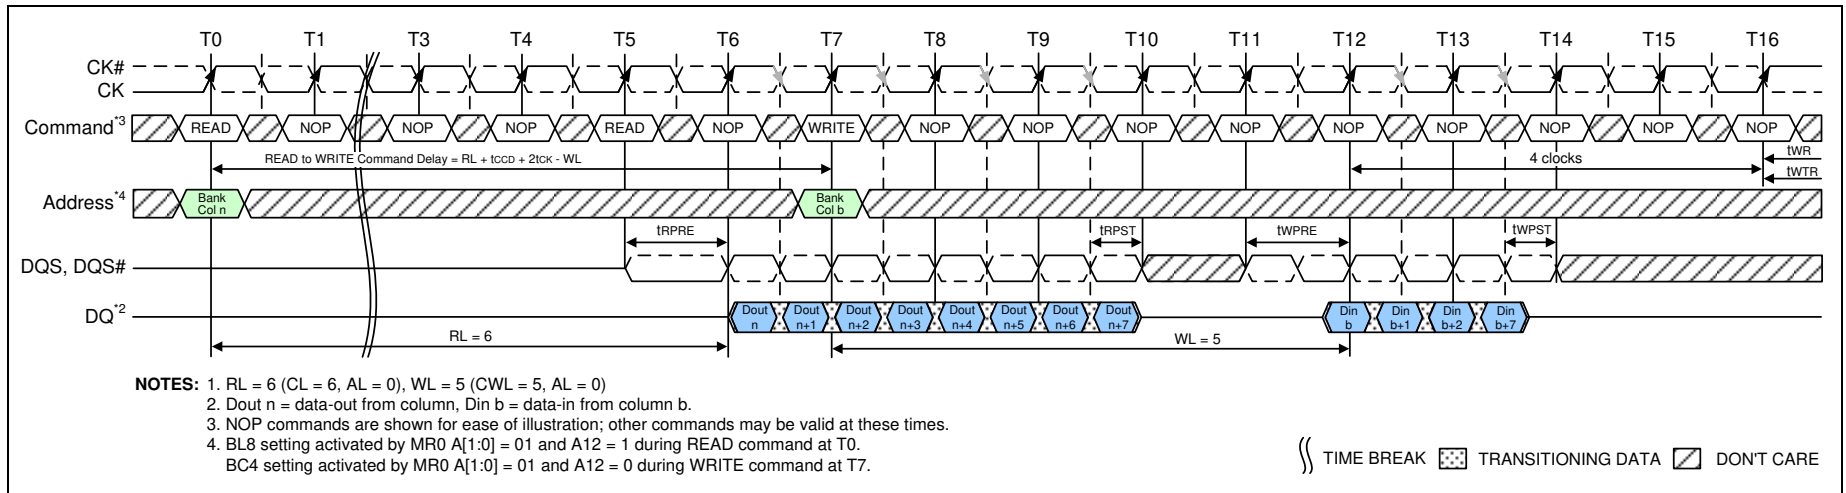 T0 T1 T3 T4 T5 T6 T7 T8 T9 T10 T11 T12 T13 T14 T15 T16
CK#
CK
Command*3 READ NOP NOP NOP READ NOP WRITE NOP NOP NOP NOP NOP NOP NOP NOP NOP
READ to WRITE Command Delay = RL + tCCD + 2tCK - WL
4 clocks
tWR
tWTR
Address*4
Bank
Col n
Bank
Col b
tRPRE tRPST tWPRE tWPST
DQS, DQS#
DQ*2
Dout
n
Dout
n+1
Dout
n+2
Dout
n+3
Dout
n+4
Dout
n+5
Dout
n+6
Dout
n+7
Din
b
Din
b+1
Din
b+2
Din
b+7
RL = 6
WL = 5
NOTES: 1. RL = 6 (CL = 6, AL = 0), WL = 5 (CWL = 5, AL = 0)
2. Dout n = data-out from column, Din b = data-in from column b.
3. NOP commands are shown for ease of illustration; other commands may be valid at these times.
4. BL8 setting activated by MR0 A[1:0] = 01 and A12 = 1 during READ command at T0.
BC4 setting activated by MR0 A[1:0] = 01 and A12 = 0 during WRITE command at T7.
TIME BREAK TRANSITIONING DATA DON'T CARE